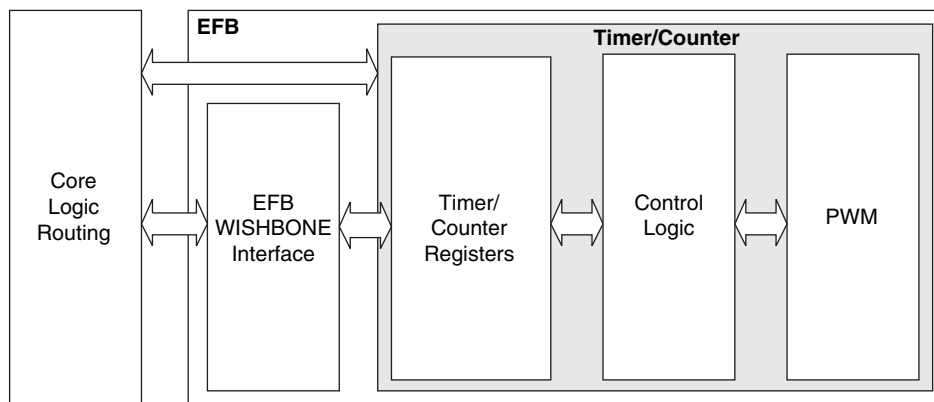 EFB
Timer/Counter
Core
Logic
Routing
EFB
WISHBONE
Interface
Timer/
Counter
Registers
Control
Logic
PWM